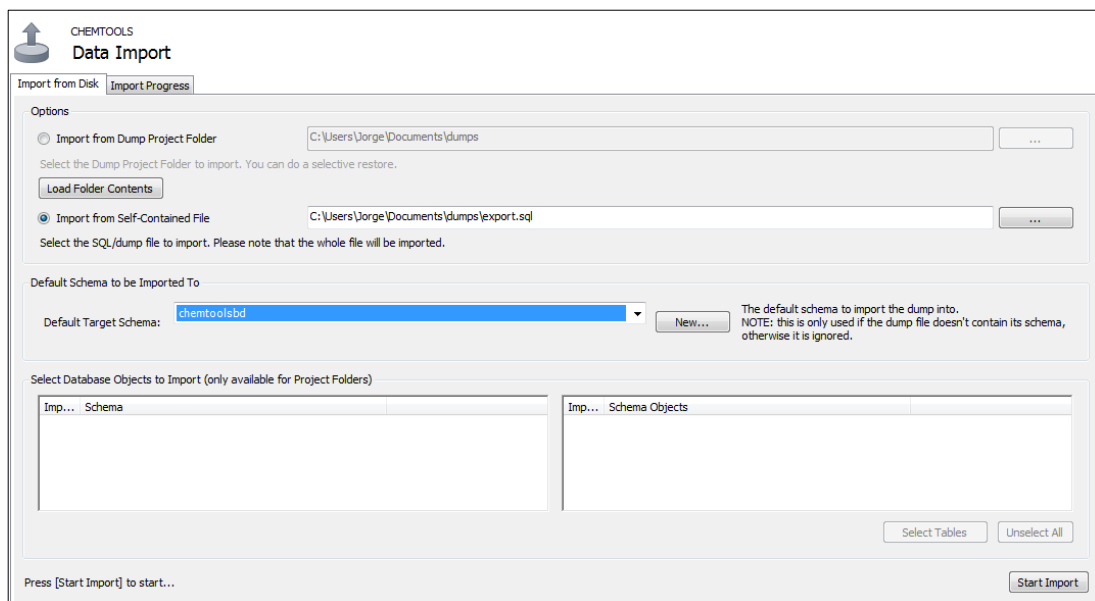 CHEMTOOLS
Data Import
Import from Disk
Import Progress
Options
Import from Dump Project Folder
C:\Users\Jorge\Documents\dumps
...
Select the Dump Project Folder to import. You can do a selective restore.
Load Folder Contents
Import from Self-Contained File
C:\Users\Jorge\Documents\dumps\export.sql
...
Select the SQL/dump file to import. Please note that the whole file will be imported.
Default Schema to be Imported To
Default Target Schema:
chemtoolsbd
New...
The default schema to import the dump into.
NOTE: this is only used if the dump file doesn't contain its schema,
otherwise it is ignored.
Select Database Objects to Import (only available for Project Folders)
Imp... Schema
Imp... Schema Objects
Select Tables
Unselect All
Press [Start Import] to start...
Start Import